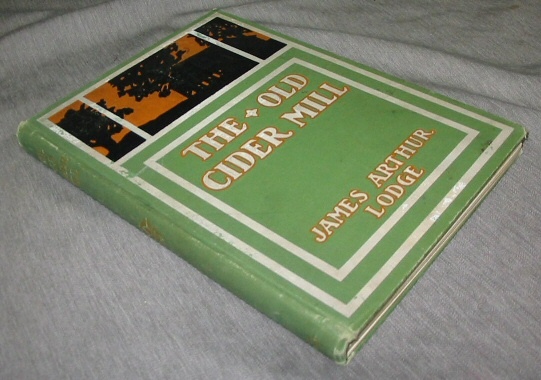 THE OLD
CIDER MILL
JAMES ARTHUR
LODGE